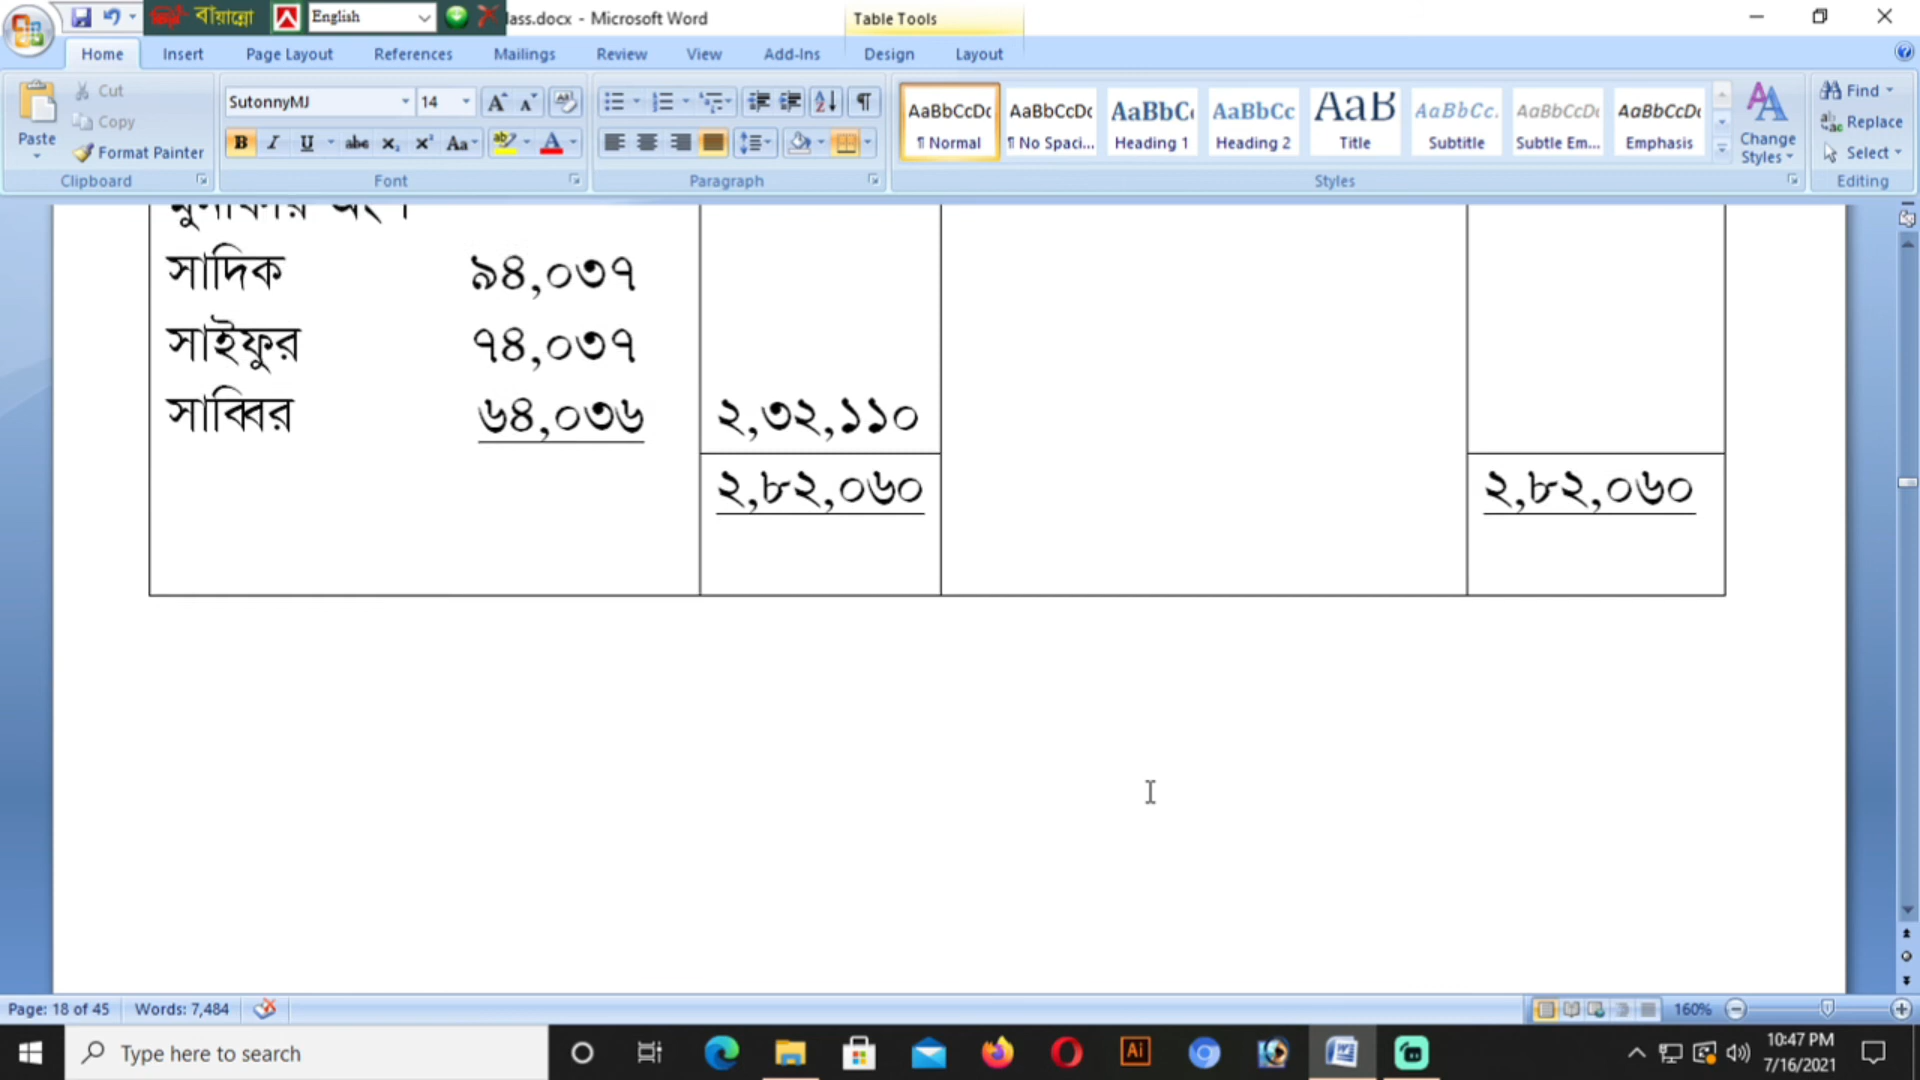 বায়ান্নো English lass.docx - Microsoft Word Table Tools
Home Insert Page Layout References Mailings Review View Add-Ins Design Layout
Paste Cut Copy Format Painter
SutonnyMJ 14
AaBbCcDc AaBbCcDc AaBbC AaBbCc AaB AaBbCc. AaBbCcDc AaBbCcDc
¶ Normal ¶ No Spaci... Heading 1 Heading 2 Title Subtitle Subtle Em... Emphasis
Change Styles
Find
Replace
Select
Clipboard Font Paragraph Styles Editing
সাদিক ৯৪,০৩৭
সাইফুর ৭৪,০৩৭
সাব্বির ৬৪,০৩৬ ২,৩২,১১০
২,৮২,০৬০ ২,৮২,০৬০
Page: 18 of 45 Words: 7,484 160%
Type here to search Ai 10:47 PM
7/16/2021